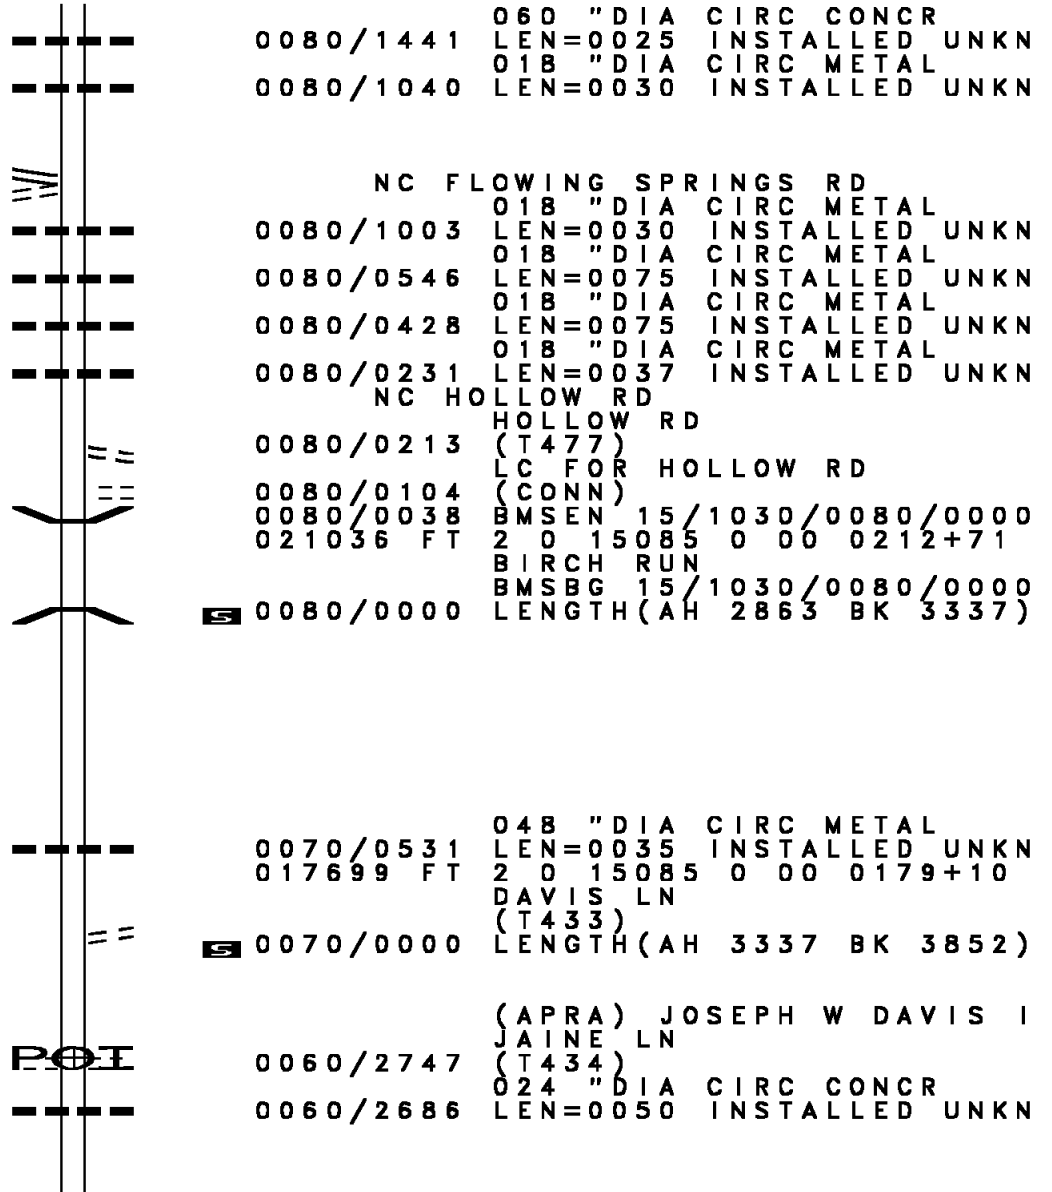 060 "DIA CIRC CONCR
0080/1441 LEN=0025 INSTALLED UNKN
018 "DIA CIRC METAL
0080/1040 LEN=0030 INSTALLED UNKN
NC FLOWING SPRINGS RD
018 "DIA CIRC METAL
0080/1003 LEN=0030 INSTALLED UNKN
018 "DIA CIRC METAL
0080/0546 LEN=0075 INSTALLED UNKN
018 "DIA CIRC METAL
0080/0428 LEN=0075 INSTALLED UNKN
018 "DIA CIRC METAL
0080/0231 LEN=0037 INSTALLED UNKN
NC HOLLOW RD
HOLLOW RD
0080/0213 (T477)
LC FOR HOLLOW RD
0080/0104 (CONN)
0080/0038 BMSEN 15/1030/0080/0000
021036 FT 2 0 15085 0 00 0212+71
BIRCH RUN
BMSBG 15/1030/0080/0000
S 0080/0000 LENGTH(AH 2863 BK 3337)
048 "DIA CIRC METAL
0070/0531 LEN=0035 INSTALLED UNKN
017699 FT 2 0 15085 0 00 0179+10
DAVIS LN
(T433)
S 0070/0000 LENGTH(AH 3337 BK 3852)
(APRA) JOSEPH W DAVIS I
JAINE LN
POI 0060/2747 (T434)
024 "DIA CIRC CONCR
0060/2686 LEN=0050 INSTALLED UNKN